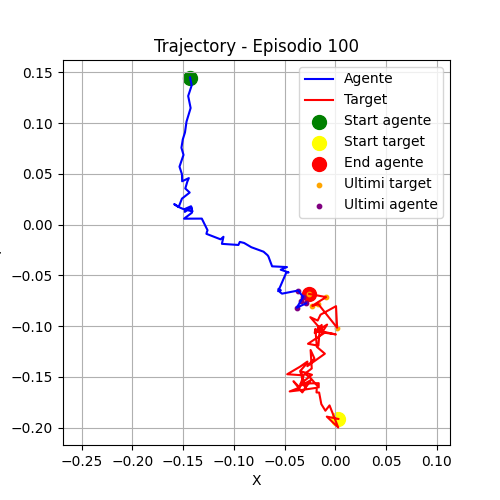 Trajectory - Episodio 100
0.15
0.10
0.05
0.00
−0.05
−0.10
−0.15
−0.20
−0.25
−0.20
−0.15
−0.10
−0.05
0.00
0.05
0.10
X
Agente
Target
Start agente
Start target
End agente
Ultimi target
Ultimi agente